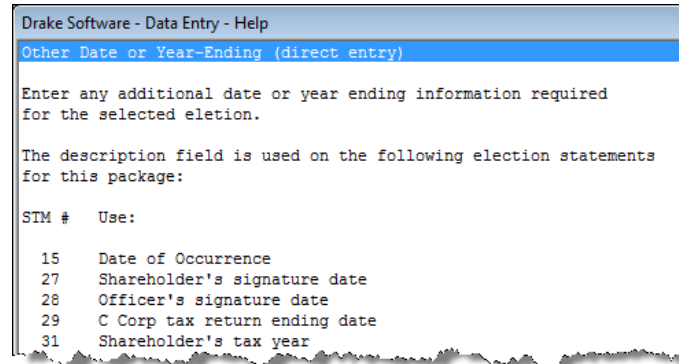 Drake Software - Data Entry - Help
Other Date or Year-Ending (direct entry)
Enter any additional date or year ending information required
for the selected eletion.
The description field is used on the following election statements
for this package:
STM # Use:
15 Date of Occurrence
27 Shareholder's signature date
28 Officer's signature date
29 C Corp tax return ending date
31 Shareholder's tax year